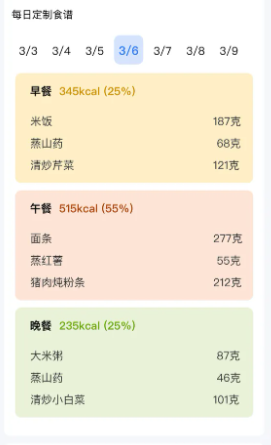 每日定制食谱
3/3 3/4 3/5 3/6 3/7 3/8 3/9
早餐 345kcal (25%)
米饭 187克
蒸山药 68克
清炒芹菜 121克
午餐 515kcal (55%)
面条 277克
蒸红薯 55克
猪肉炖粉条 212克
晚餐 235kcal (25%)
大米粥 87克
蒸山药 46克
清炒小白菜 101克